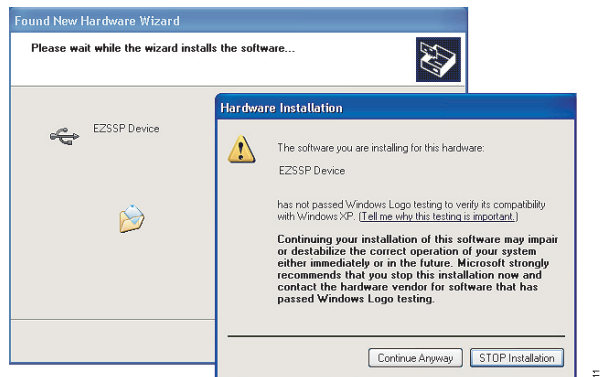 Found New Hardware Wizard
Please wait while the wizard installs the software...
EZSSP Device
Hardware Installation
The software you are installing for this hardware:
EZSSP Device
has not passed Windows Logo testing to verify its compatibility
with Windows XP. (Tell me why this testing is important.)
Continuing your installation of this software may impair
or destabilize the correct operation of your system
either immediately or in the future. Microsoft strongly
recommends that you stop this installation now and
contact the hardware vendor for software that has
passed Windows Logo testing.
Continue Anyway
STOP Installation
11